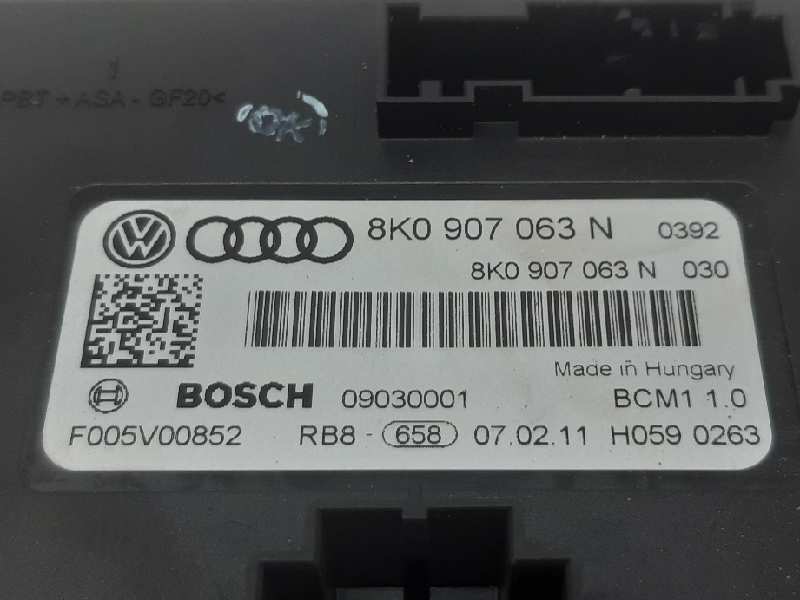 PBT + ASA - GF20<
OK
8K0 907 063 N 0392
8K0 907 063 N 030
Made in Hungary
BOSCH 09030001 BCM1 1.0
F005V00852 RB8 - 658 07.02.11 H059 0263